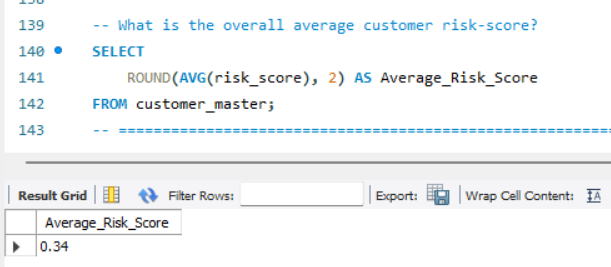 139 -- What is the overall average customer risk-score?
140 SELECT
141 ROUND(AVG(risk_score), 2) AS Average_Risk_Score
142 FROM customer_master;
143 -- ========================================================
Result Grid Filter Rows: Export: Wrap Cell Content: IA
Average_Risk_Score
0.34